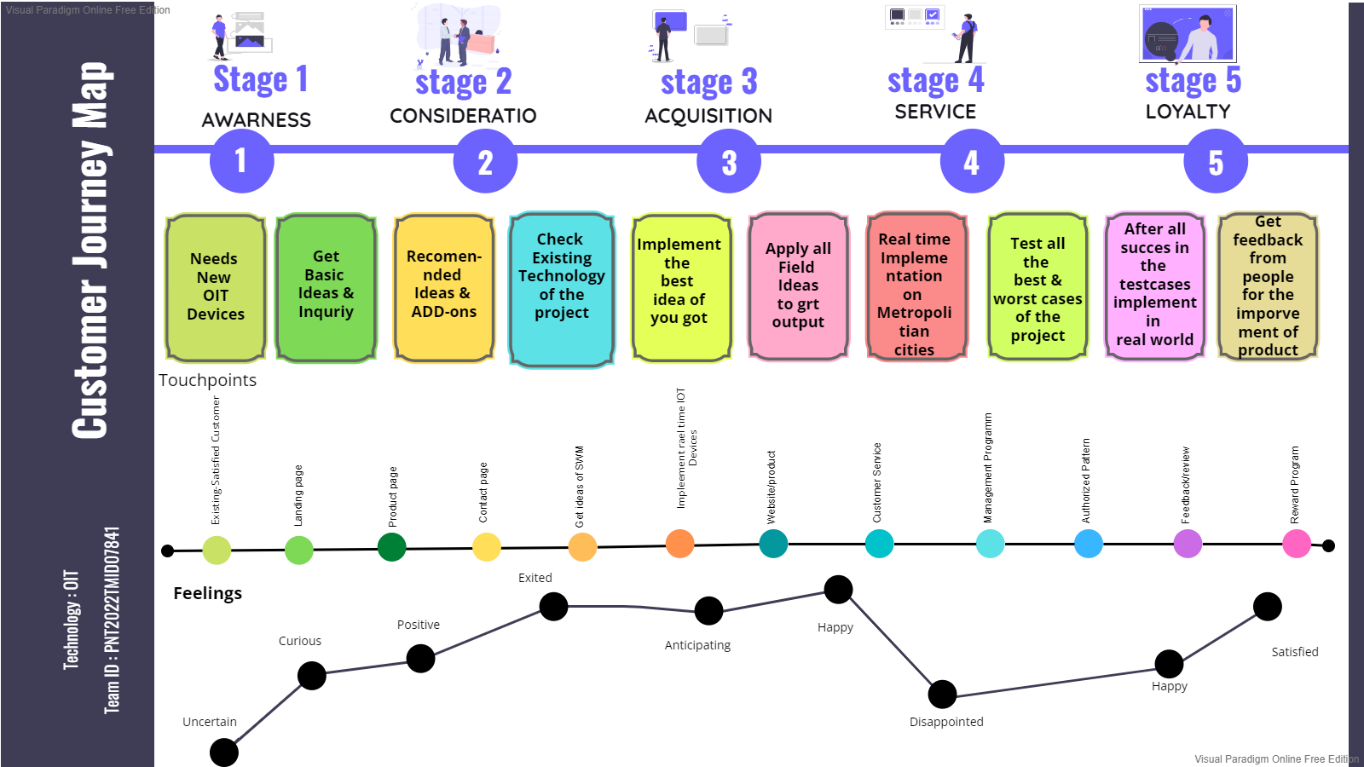 Visual Paradigm Online Free Edition
Customer Journey Map
Technology : OIT
Team ID : PNT2022TMID07841
Stage 1
AWARNESS
stage 2
CONSIDERATIO
stage 3
ACQUISITION
stage 4
SERVICE
stage 5
LOYALTY
1
2
3
4
5
Needs
New
OIT
Devices
Get
Basic
Ideas &
Inquriy
Recomen-
nded
Ideas &
ADD-ons
Check
Existing
Technology
of the
project
Implement
the
best
idea of
you got
Apply all
Field
Ideas
to grt
output
Real time
Impleme
ntation
on
Metropoli
tian
cities
Test all
the
best &
worst cases
of the
project
After all
succes in
the
testcases
implement
in
real world
Get
feedback
from
people
for the
imporve
ment of
product
Touchpoints
Existing-Satisfied Customer
Landing page
Product page
Contact page
Get ideas of SWM
Impleement rael time IOT
Devices
Website/product
Customer Service
Management Programm
Authorized Pattern
Feedback/review
Reward Program
Feelings
Uncertain
Curious
Positive
Exited
Anticipating
Happy
Disappointed
Happy
Satisfied
Visual Paradigm Online Free Edition